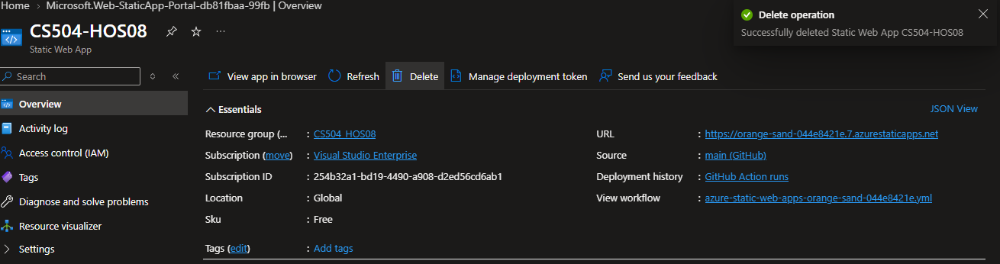 Home > Microsoft.Web-StaticApp-Portal-db81fbaa-99fb | Overview
CS504-HOS08
Static Web App
Delete operation
Successfully deleted Static Web App CS504-HOS08
Search
View app in browser Refresh Delete Manage deployment token Send us your feedback
Overview
Activity log
Access control (IAM)
Tags
Diagnose and solve problems
Resource visualizer
Settings
Essentials
JSON View
Resource group (... : CS504_HOS08
Subscription (move) : Visual Studio Enterprise
Subscription ID : 254b32a1-bd19-4490-a908-d2ed56cd6ab1
Location : Global
Sku : Free
URL : https://orange-sand-044e8421e.7.azurestaticapps.net
Source : main (GitHub)
Deployment history : GitHub Action runs
View workflow : azure-static-web-apps-orange-sand-044e8421e.yml
Tags (edit) : Add tags